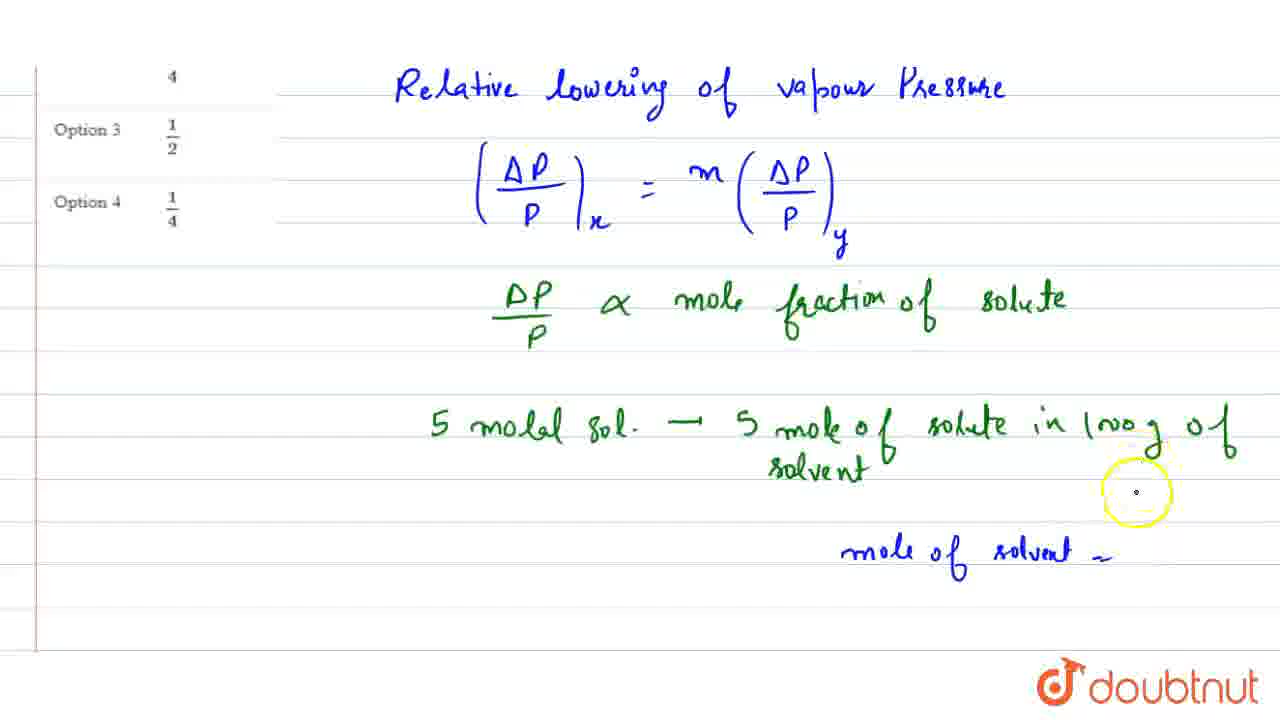 4
Option 3 1/2
Option 4 1/4
Relative lowering of vapour Pressure
(ΔP/P)x = m (ΔP/P)y
ΔP/P ∝ mole fraction of solute
5 molal sol. → 5 mole of solute in 1000g of
solvent
mole of solvent =
doubtnut